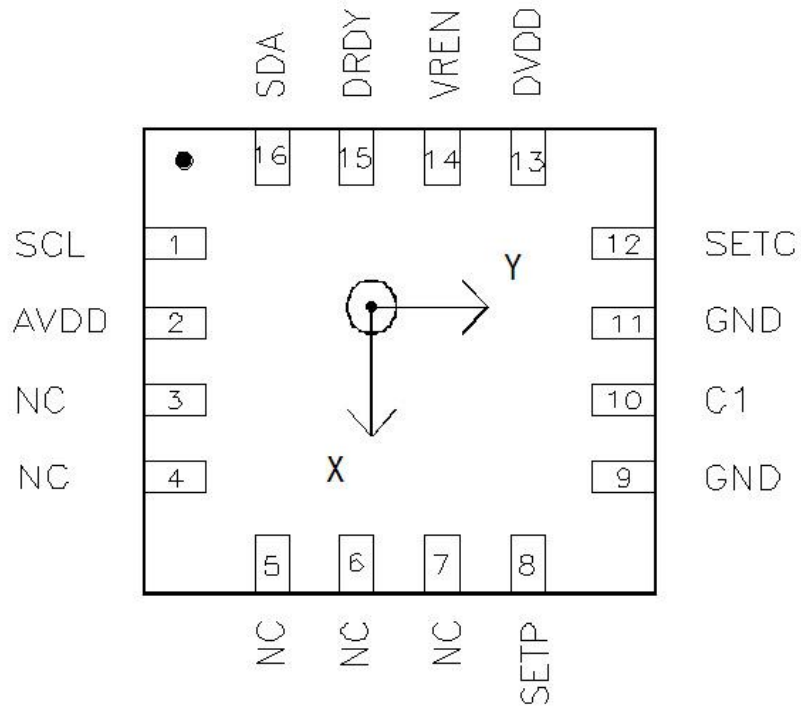 SDA DRDY VREN DVDD
16 15 14 13
SCL 1 12 SETC
Y
AVDD 2 11 GND
NC 3 10 C1
X
NC 4 9 GND
5 6 7 8
NC NC NC SETP